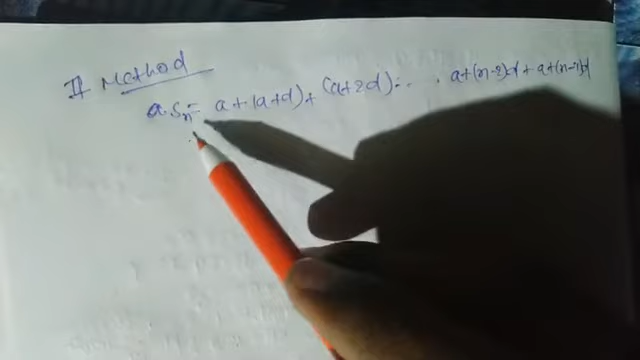 II Method
a. Sn = a + (a+d) + (a+2d) - - . . a+(n-2)d + a+(n-1)d